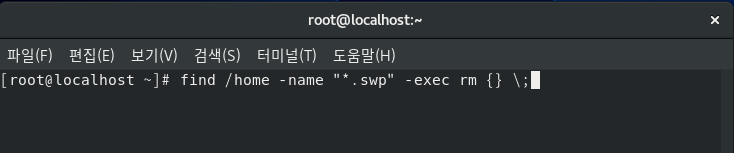 root@localhost:~
파일(F) 편집(E) 보기(V) 검색(S) 터미널(T) 도움말(H)
[root@localhost ~]# find /home -name "*.swp" -exec rm {} \;